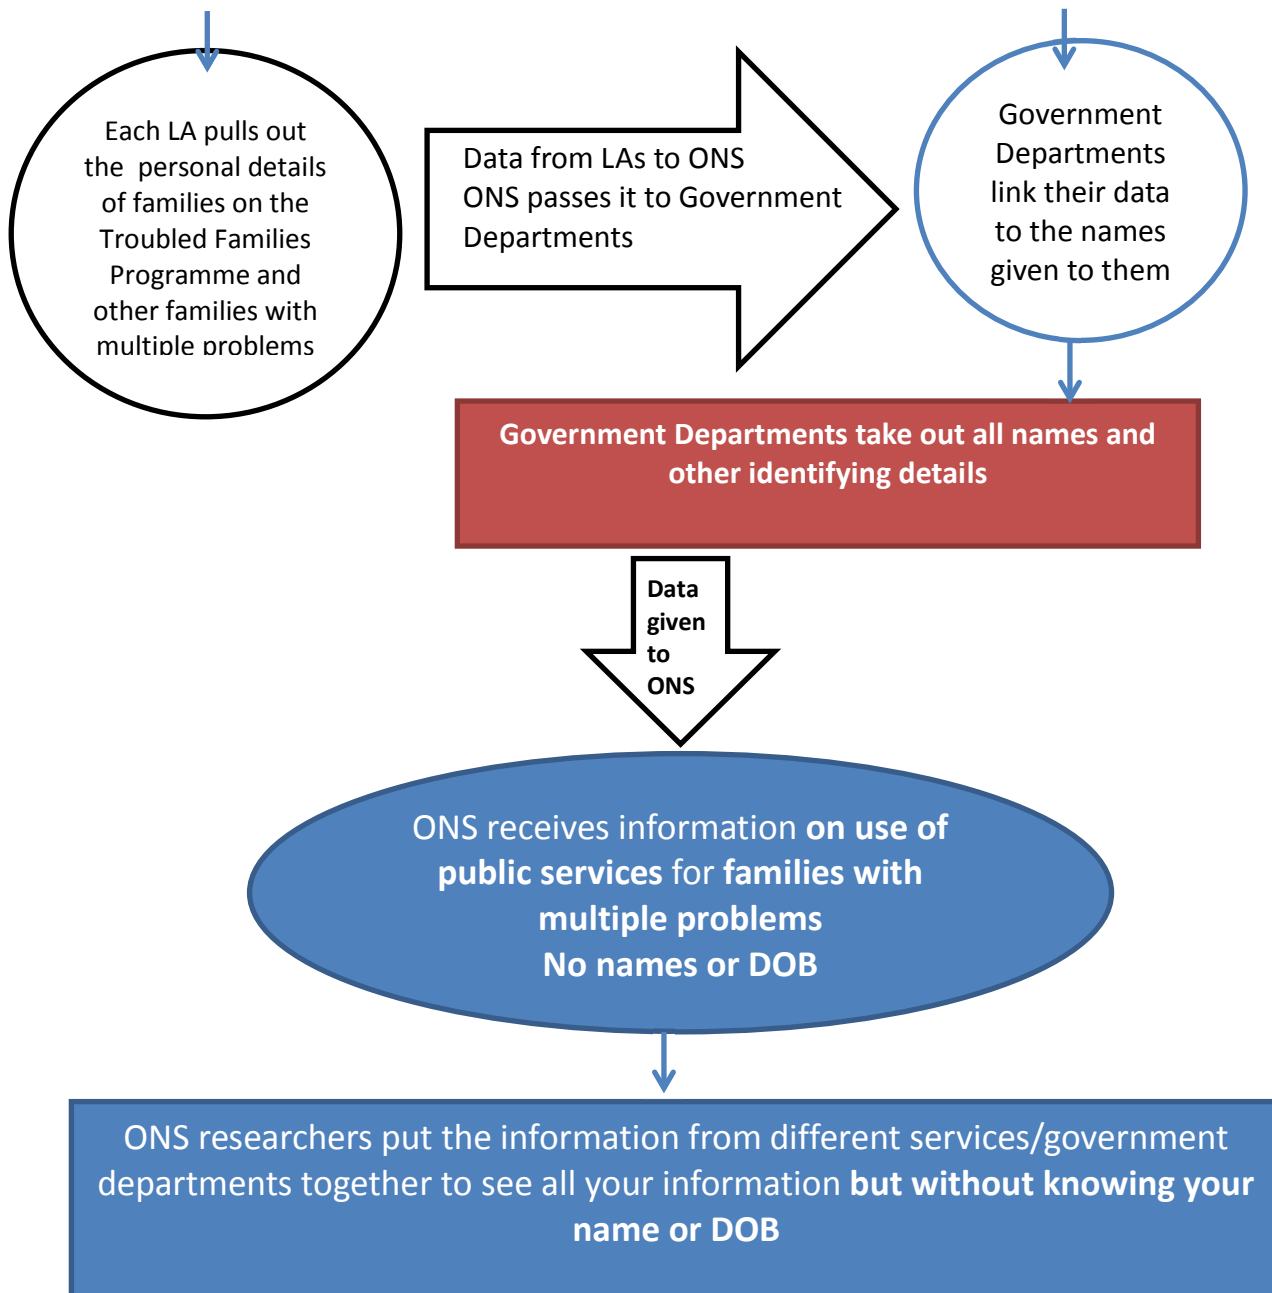 Each LA pulls out
the personal details
of families on the
Troubled Families
Programme and
other families with
multiple problems
Data from LAs to ONS
ONS passes it to Government
Departments
Government
Departments
link their data
to the names
given to them
Government Departments take out all names and
other identifying details
Data
given
to
ONS
ONS receives information on use of
public services for families with
multiple problems
No names or DOB
ONS researchers put the information from different services/government
departments together to see all your information but without knowing your
name or DOB